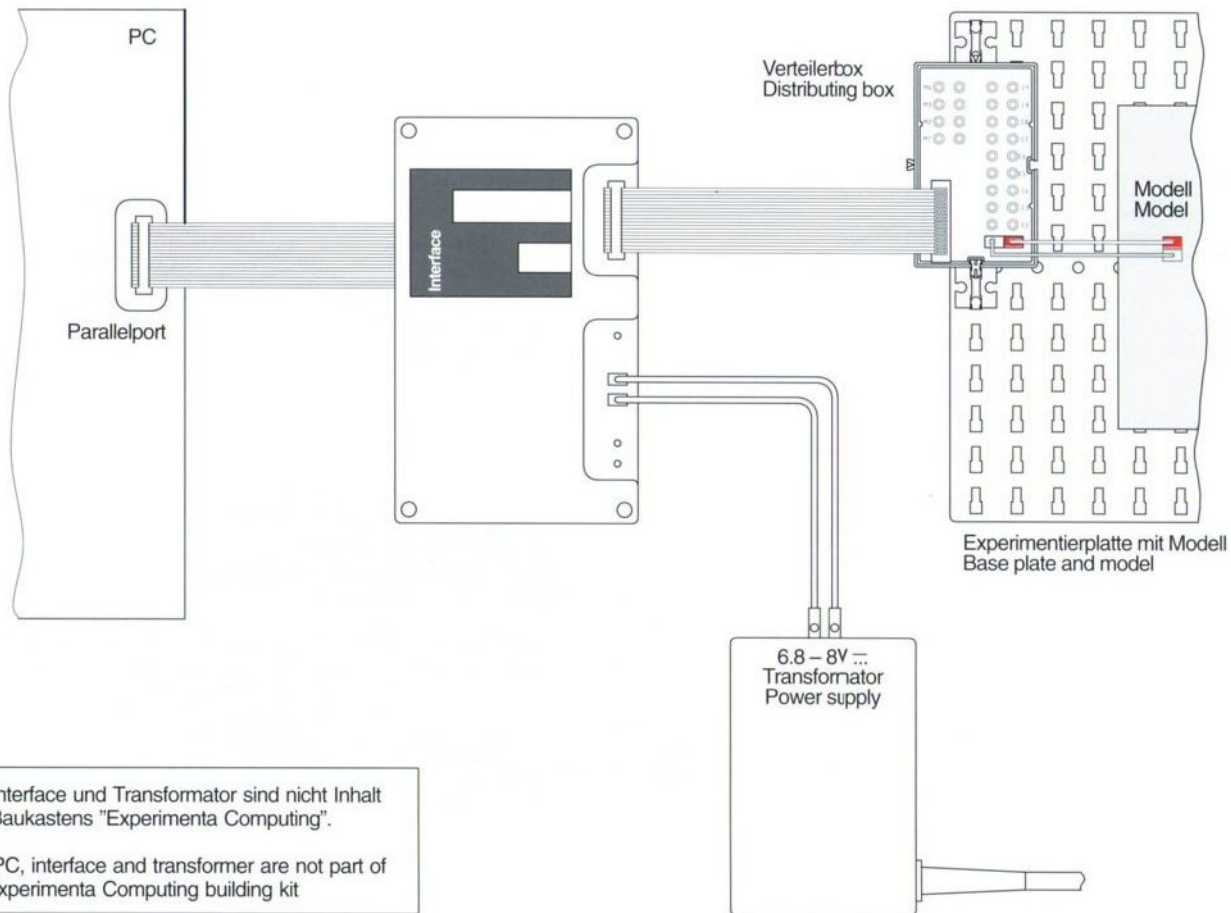 PC
Parallelport
Interface
Verteilerbox
Distributing box
Modell
Model
Experimentierplatte mit Modell
Base plate and model
6.8 – 8V
Transformator
Power supply
nterface und Transformator sind nicht Inhalt
Baukastens "Experimenta Computing".
PC, interface and transformer are not part of
xperimenta Computing building kit